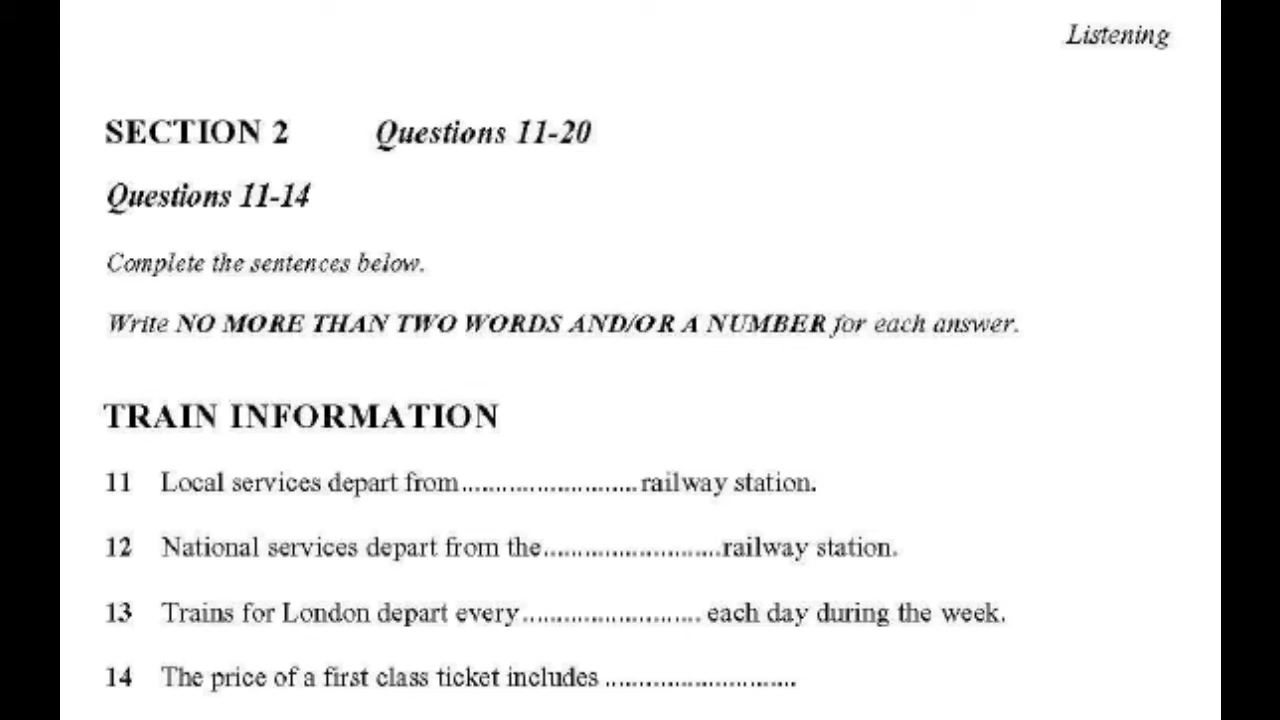 Listening
SECTION 2 Questions 11-20
Questions 11-14
Complete the sentences below.
Write NO MORE THAN TWO WORDS AND/OR A NUMBER for each answer.
TRAIN INFORMATION
11 Local services depart from.......................... railway station.
12 National services depart from the..........................railway station.
13 Trains for London depart every.......................... each day during the week.
14 The price of a first class ticket includes ............................